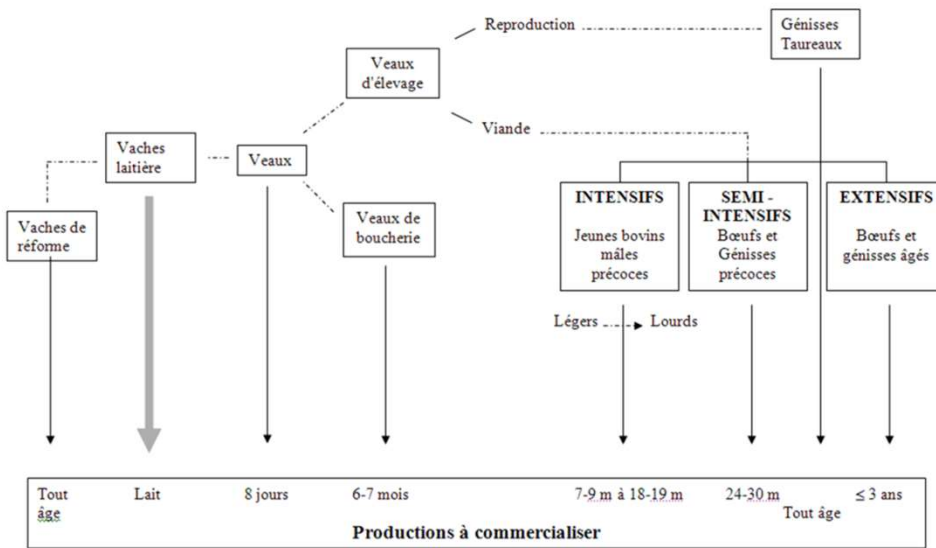 Reproduction
Génisses
Taureaux
Veaux
d'élevage
Viande
Vaches
laitière
Veaux
Vaches de
réforme
Veaux de
boucherie
INTENSIFS
Jeunes bovins
mâles
précoces
SEMI -
INTENSIFS
Bœufs et
Génisses
précoces
EXTENSIFS
Bœufs et
génisses âgés
Légers
Lourds
Tout
âge
Lait
8 jours
6-7 mois
7-9 m à 18-19 m
24-30 m
Tout âge
≤ 3 ans
Productions à commercialiser